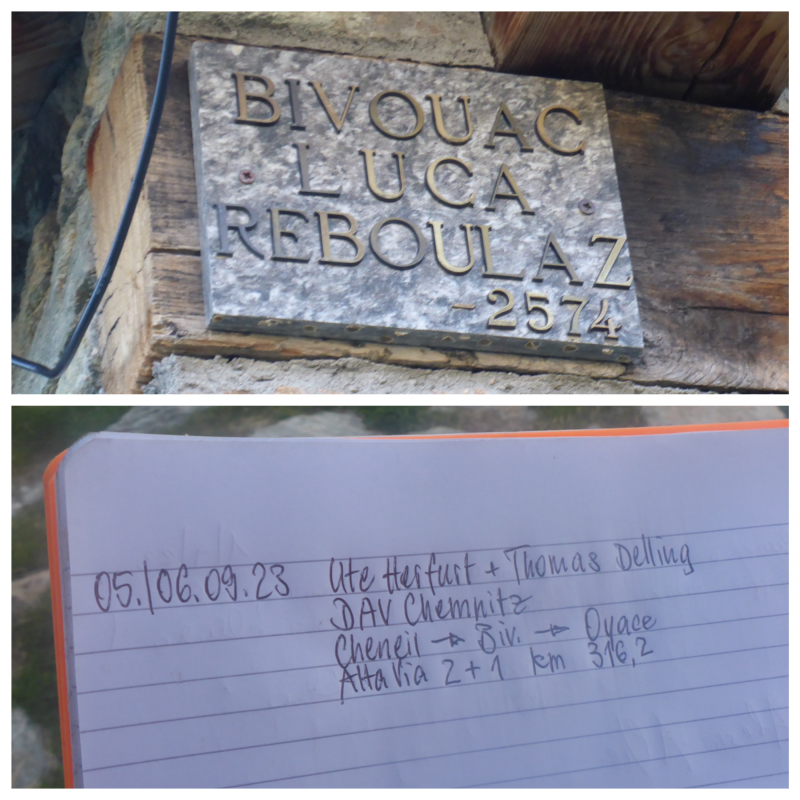 BIVOUAC
LUCA
REBOULAZ
-2574
05./06.09.23 Ute Herfurt + Thomas Delling
DAV Chemnitz
Cheneil → Biv. → Oyace
Alta Via 2+1 km 316,2